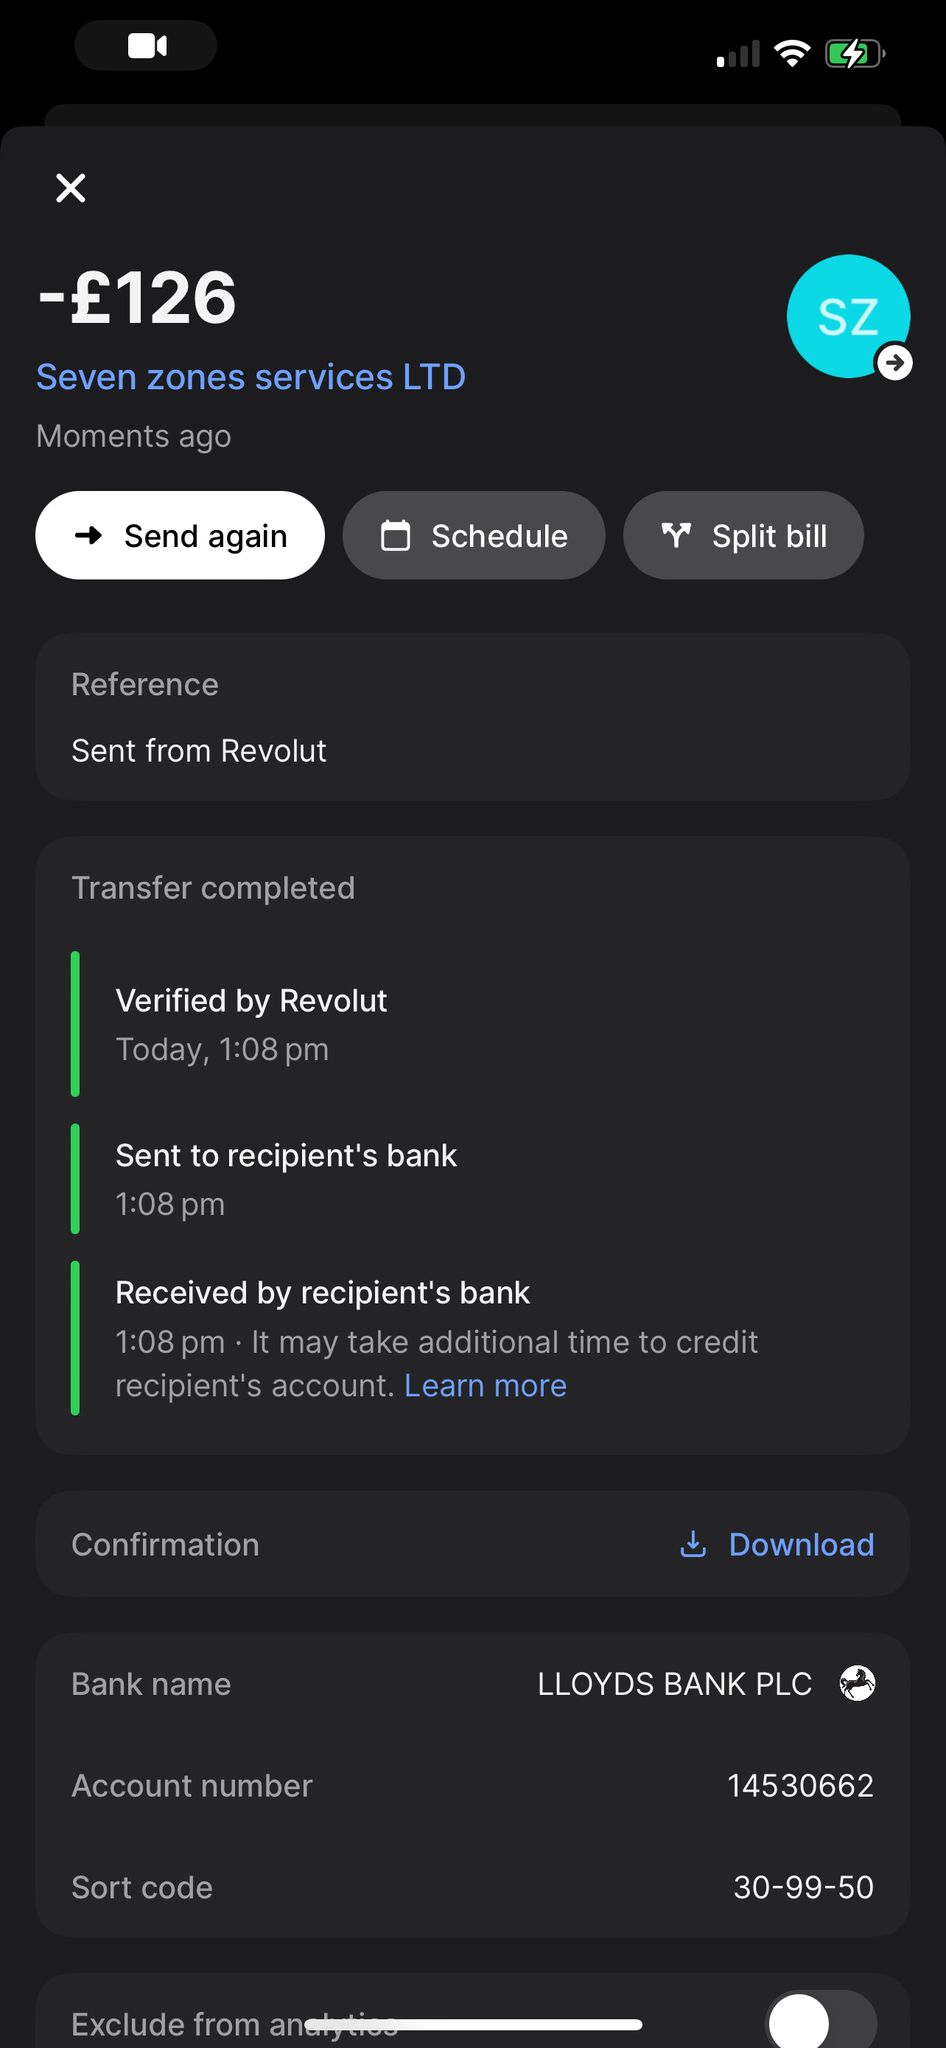 -£126
SZ
Seven zones services LTD
Moments ago
Send again
Schedule
Split bill
Reference
Sent from Revolut
Transfer completed
Verified by Revolut
Today, 1:08 pm
Sent to recipient's bank
1:08 pm
Received by recipient's bank
1:08 pm · It may take additional time to credit
recipient's account. Learn more
Confirmation
Download
Bank name
LLOYDS BANK PLC
Account number
14530662
Sort code
30-99-50
Exclude from analytics